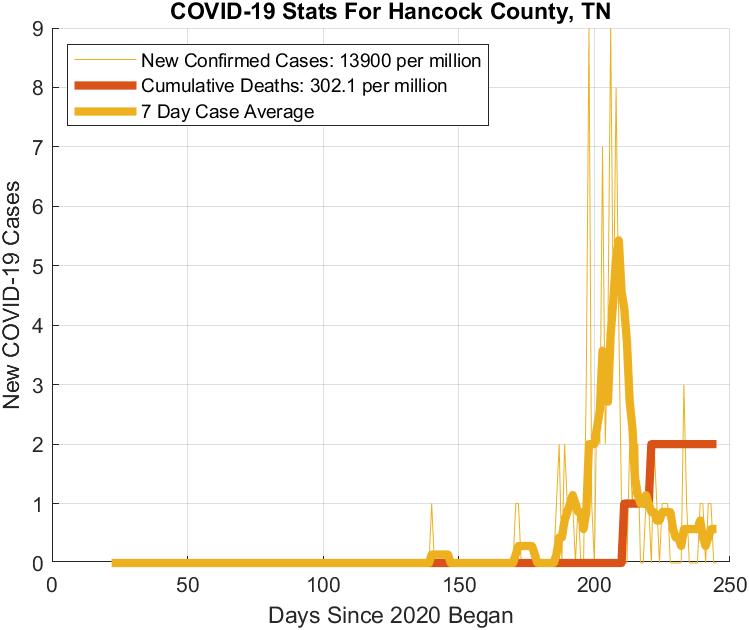 COVID-19 Stats For Hancock County, TN
New Confirmed Cases: 13900 per million
Cumulative Deaths: 302.1 per million
7 Day Case Average
New COVID-19 Cases
9
8
7
6
5
4
3
2
1
0
0 50 100 150 200 250
Days Since 2020 Began